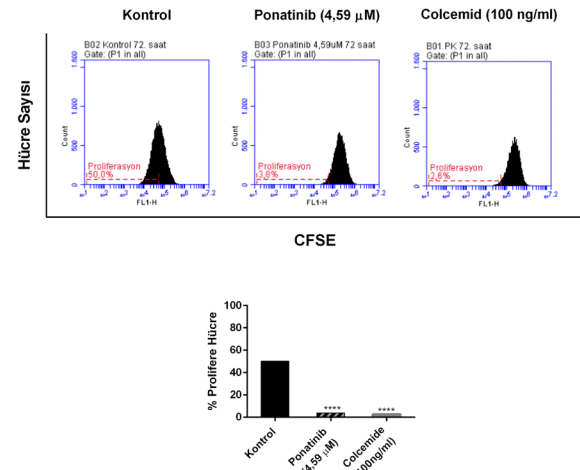 Kontrol
Ponatinib (4,59 μM)
Colcemid (100 ng/ml)
Hücre Sayısı
B02 Kontrol 72. saat
Gate: (P1 in all)
Count
Proliferasyon
50,0%
FL1-H
B03 Ponatinib 4,59uM 72 saat
Gate: (P1 in all)
Count
Proliferasyon
3,8%
FL1-H
B01 PK 72. saat
Gate: (P1 in all)
Count
Proliferasyon
2,6%
FL1-H
CFSE
% Prolifere Hücre
100
80
60
40
20
0
****
****
Kontrol
Ponatinib
(4,59 μM)
Colcemide
(100ng/ml)